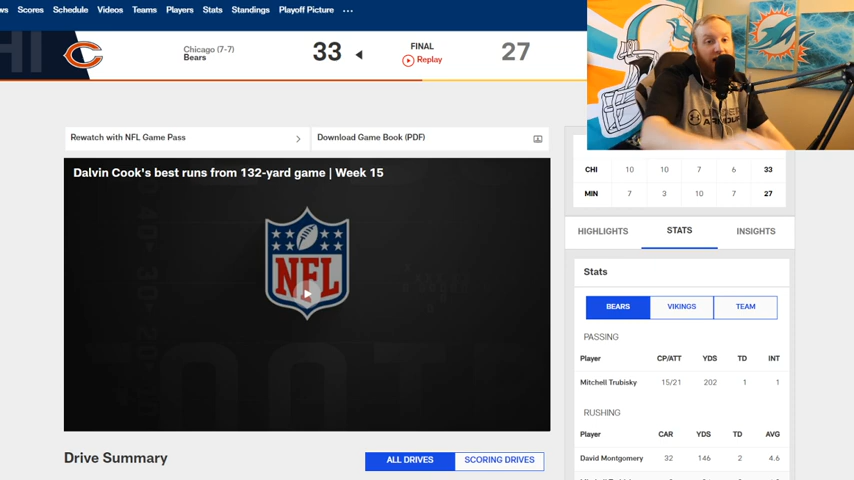 ws Scores Schedule Videos Teams Players Stats Standings Playoff Picture ...
HI
Chicago (7-7)
Bears
33
FINAL
Replay
27
Rewatch with NFL Game Pass
Download Game Book (PDF)
Dalvin Cook's best runs from 132-yard game | Week 15
NFL
UNDER ARMOUR
CHI 10 10 7 6 33
MIN 7 3 10 7 27
HIGHLIGHTS STATS INSIGHTS
Stats
BEARS VIKINGS TEAM
PASSING
Player CP/ATT YDS TD INT
Mitchell Trubisky 15/21 202 1 1
RUSHING
Player CAR YDS TD AVG
David Montgomery 32 146 2 4.6
Drive Summary
ALL DRIVES SCORING DRIVES